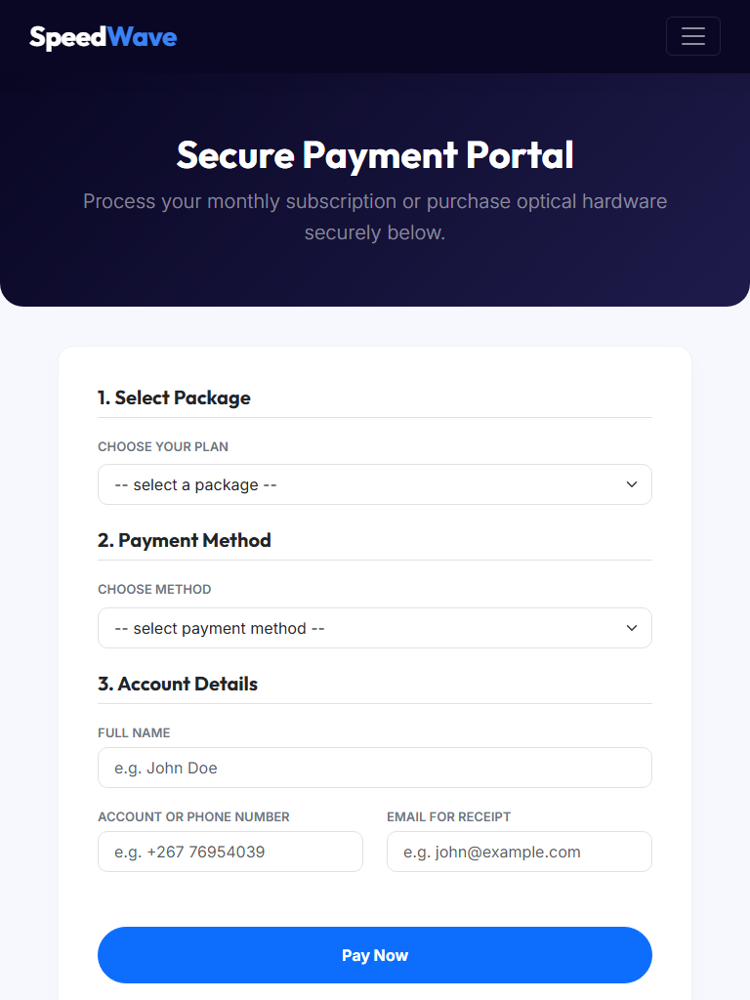 SpeedWave
Secure Payment Portal
Process your monthly subscription or purchase optical hardware
securely below.
1. Select Package
CHOOSE YOUR PLAN
-- select a package --
2. Payment Method
CHOOSE METHOD
-- select payment method --
3. Account Details
FULL NAME
e.g. John Doe
ACCOUNT OR PHONE NUMBER
e.g. +267 76954039
EMAIL FOR RECEIPT
e.g. john@example.com
Pay Now